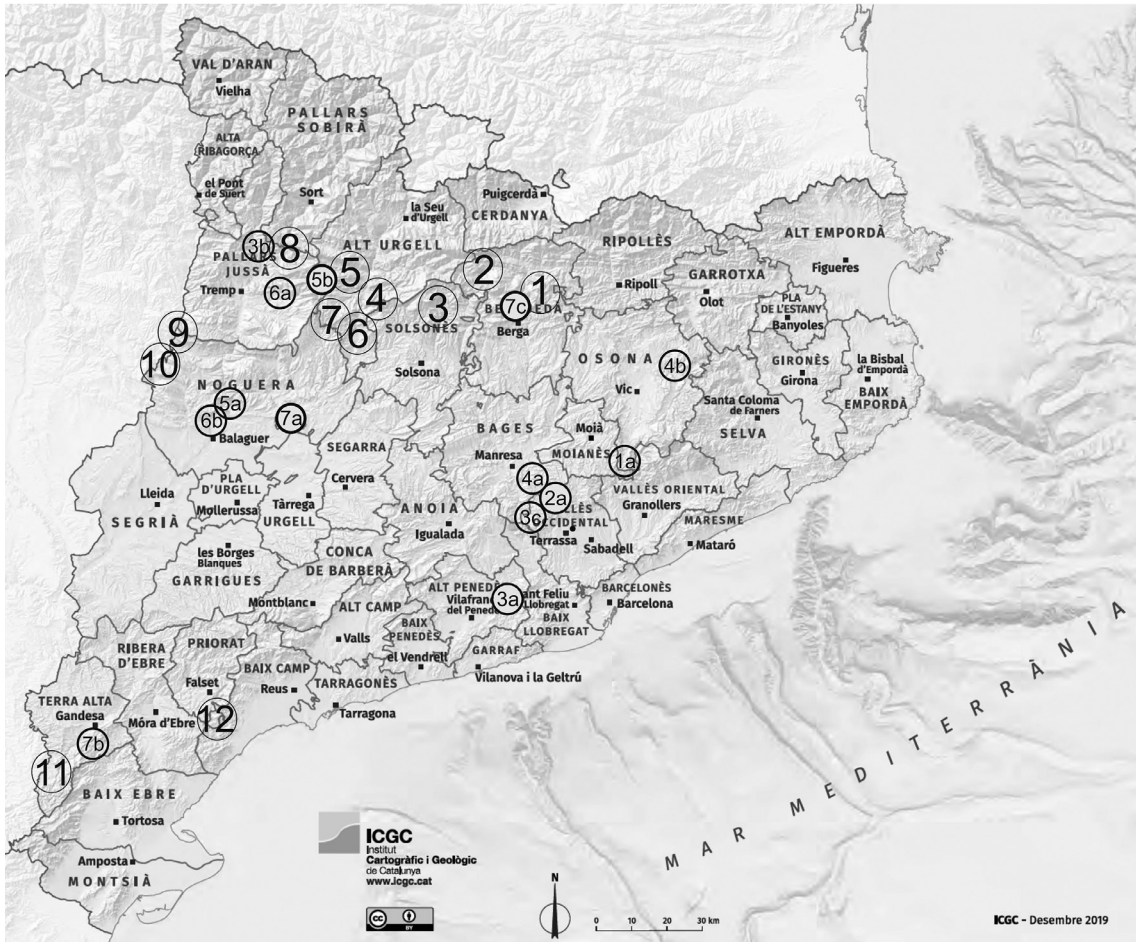 VAL D'ARAN
Vielha
PALLARS
SOBIRÀ
ALTA
RIBAGORÇA
el Pont
de Suert
Sort
la Seu
d'Urgell
Puigcerdà
CERDANYA
ALT URGELL
RIPOLLÈS
Ripoll
GARROTXA
Olot
ALT EMPORDÀ
Figueres
PLA
DE L'ESTANY
Banyoles
3b
8
PALLARS
JUSSÀ
Tremp
6a
5b
5
4
2
3
1
7c
Berga
7
6
SOLSONÈS
Solsona
9
10
NOGUERA
5a
6b
7a
Balaguer
OSONA
4b
Vic
GIRONÈS
Girona
la Bisbal
d'Empordà
BAIX
EMPORDÀ
Santa Coloma
de Farners
SELVA
BAGES
Manresa
Moià
MOIANÈS
1a
4a
2a
3c
SEGARRA
Cervera
PLA
D'URGELL
Mollerussa
Tàrrega
URGELL
Lleida
SEGRIÀ
ANOIA
Igualada
VALLÈS ORIENTAL
Granollers
OCCIDENTAL
Terrassa
Sabadell
MARESME
Mataró
les Borges
Blanques
GARRIGUES
CONCA
DE BARBERÀ
Montblanc
ALT CAMP
Valls
3a
del Penedès
BARCELONÈS
Barcelona
Llobregat
BAIX
LLOBREGAT
BAIX
PENEDÈS
el Vendrell
GARRAF
Vilanova i la Geltrú
RIBERA
D'EBRE
PRIORAT
Falset
BAIX CAMP
Reus
TARRAGONÈS
Tarragona
TERRA ALTA
Gandesa
Móra d'Ebre
12
7b
11
BAIX EBRE
Tortosa
Amposta
MONTSIÀ
MAR MEDITERRÀNIA
ICGC
Institut
Cartogràfic i Geològic
de Catalunya
www.icgc.cat
CC BY
N
0 10 20 30 km
ICGC - Desembre 2019